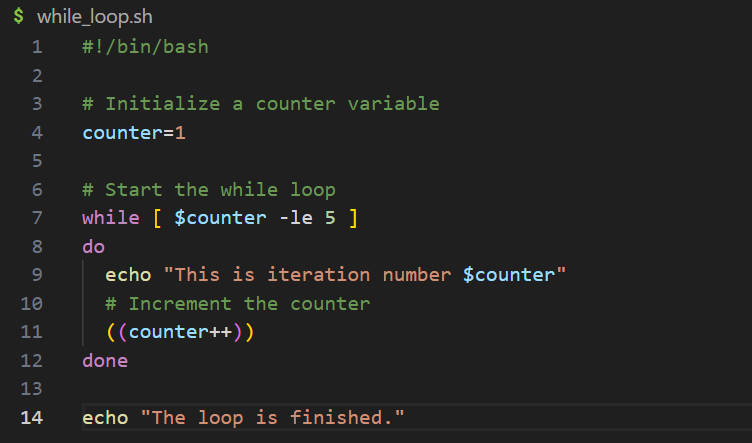 $ while_loop.sh
1 #!/bin/bash
2
3 # Initialize a counter variable
4 counter=1
5
6 # Start the while loop
7 while [ $counter -le 5 ]
8 do
9   echo "This is iteration number $counter"
10   # Increment the counter
11   ((counter++))
12 done
13
14 echo "The loop is finished."